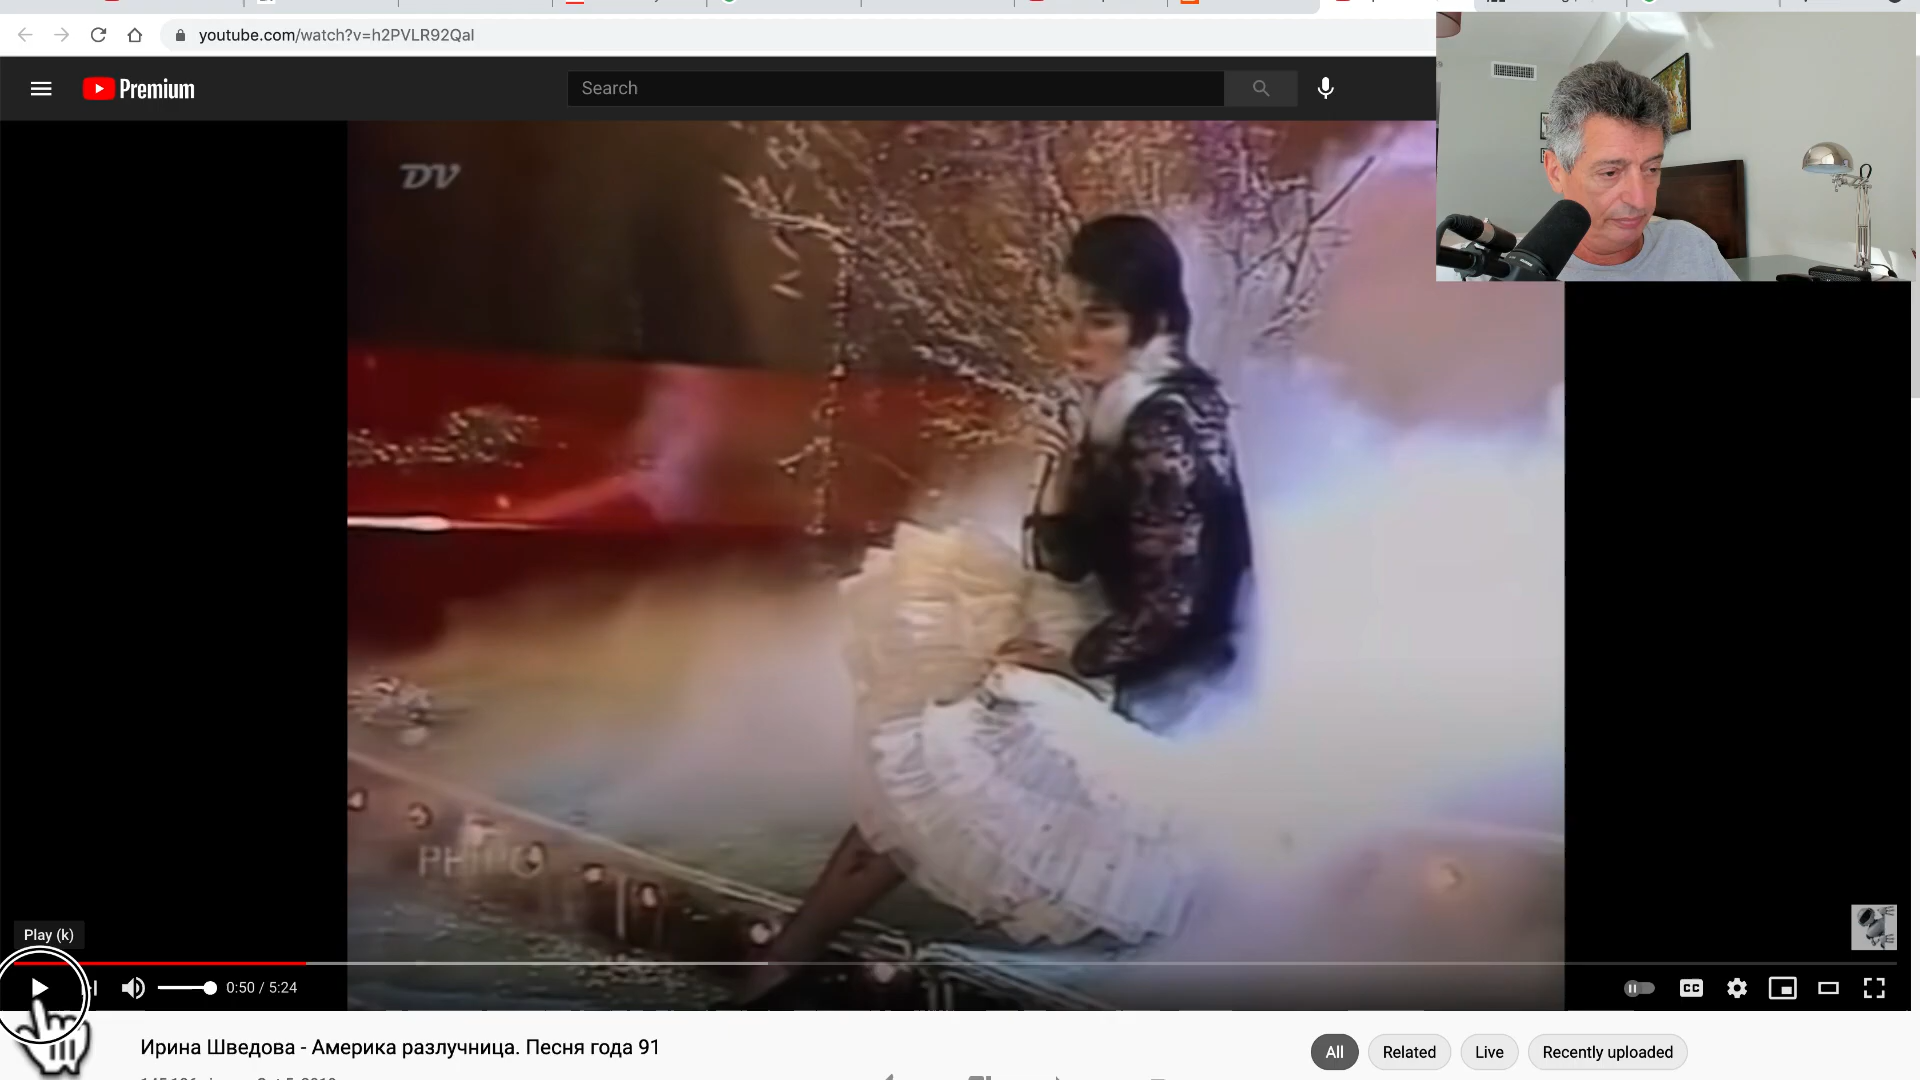 youtube.com/watch?v=h2PVLR92QaI
Premium
Search
DV
Play (k)
0:50 / 5:24
CC
Ирина Шведова - Америка разлучница. Песня года 91
All
Related
Live
Recently uploaded